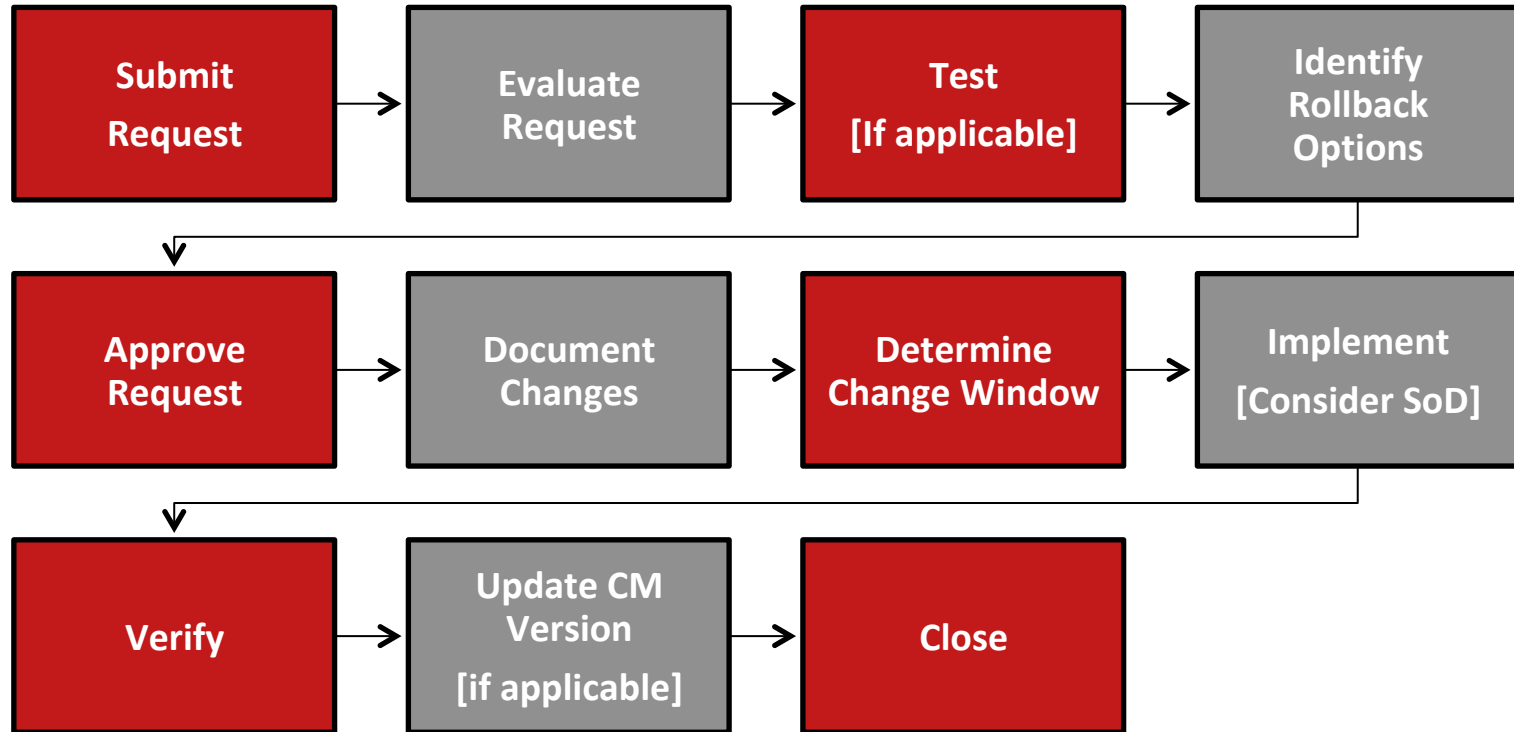 Submit
Request
Evaluate
Request
Test
[If applicable]
Identify
Rollback
Options
Approve
Request
Document
Changes
Determine
Change Window
Implement
[Consider SoD]
Verify
Update CM
Version
[if applicable]
Close